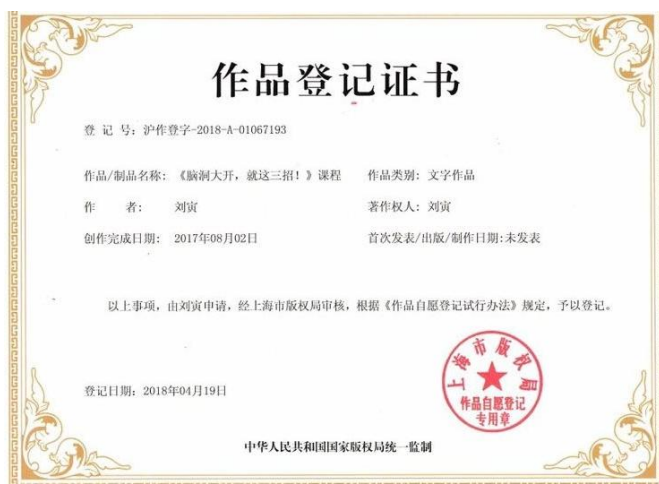 作品登记证书
登 记 号：沪作登字-2018-A-01067193
作品/制品名称：《脑洞大开，就这三招！》课程 作品类别：文字作品
作 者： 刘寅 著作权人：刘寅
创作完成日期： 2017年08月02日 首次发表/出版/制作日期:未发表
以上事项，由刘寅申请，经上海市版权局审核，根据《作品自愿登记试行办法》规定，予以登记。
登记日期：2018年04月19日
上海市版权局
作品自愿登记
专用章
中华人民共和国国家版权局统一监制